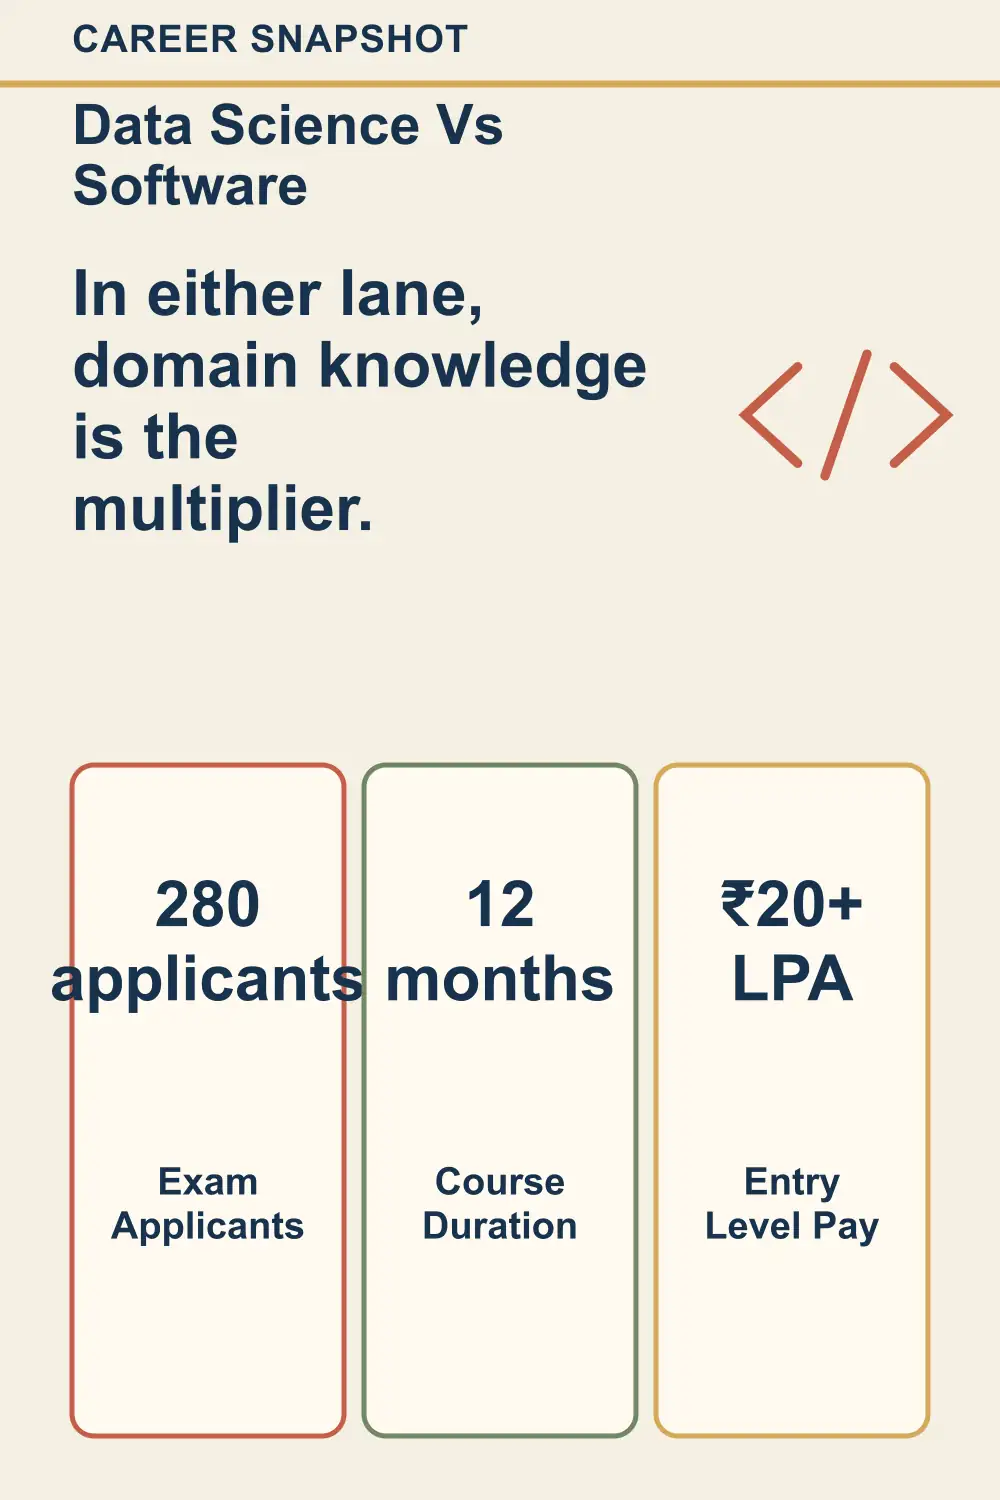 CAREER SNAPSHOT
Data Science Vs
Software
In either lane,
domain knowledge
is the
multiplier.
280
applicants
Exam
Applicants
12
months
Course
Duration
₹20+
LPA
Entry
Level Pay